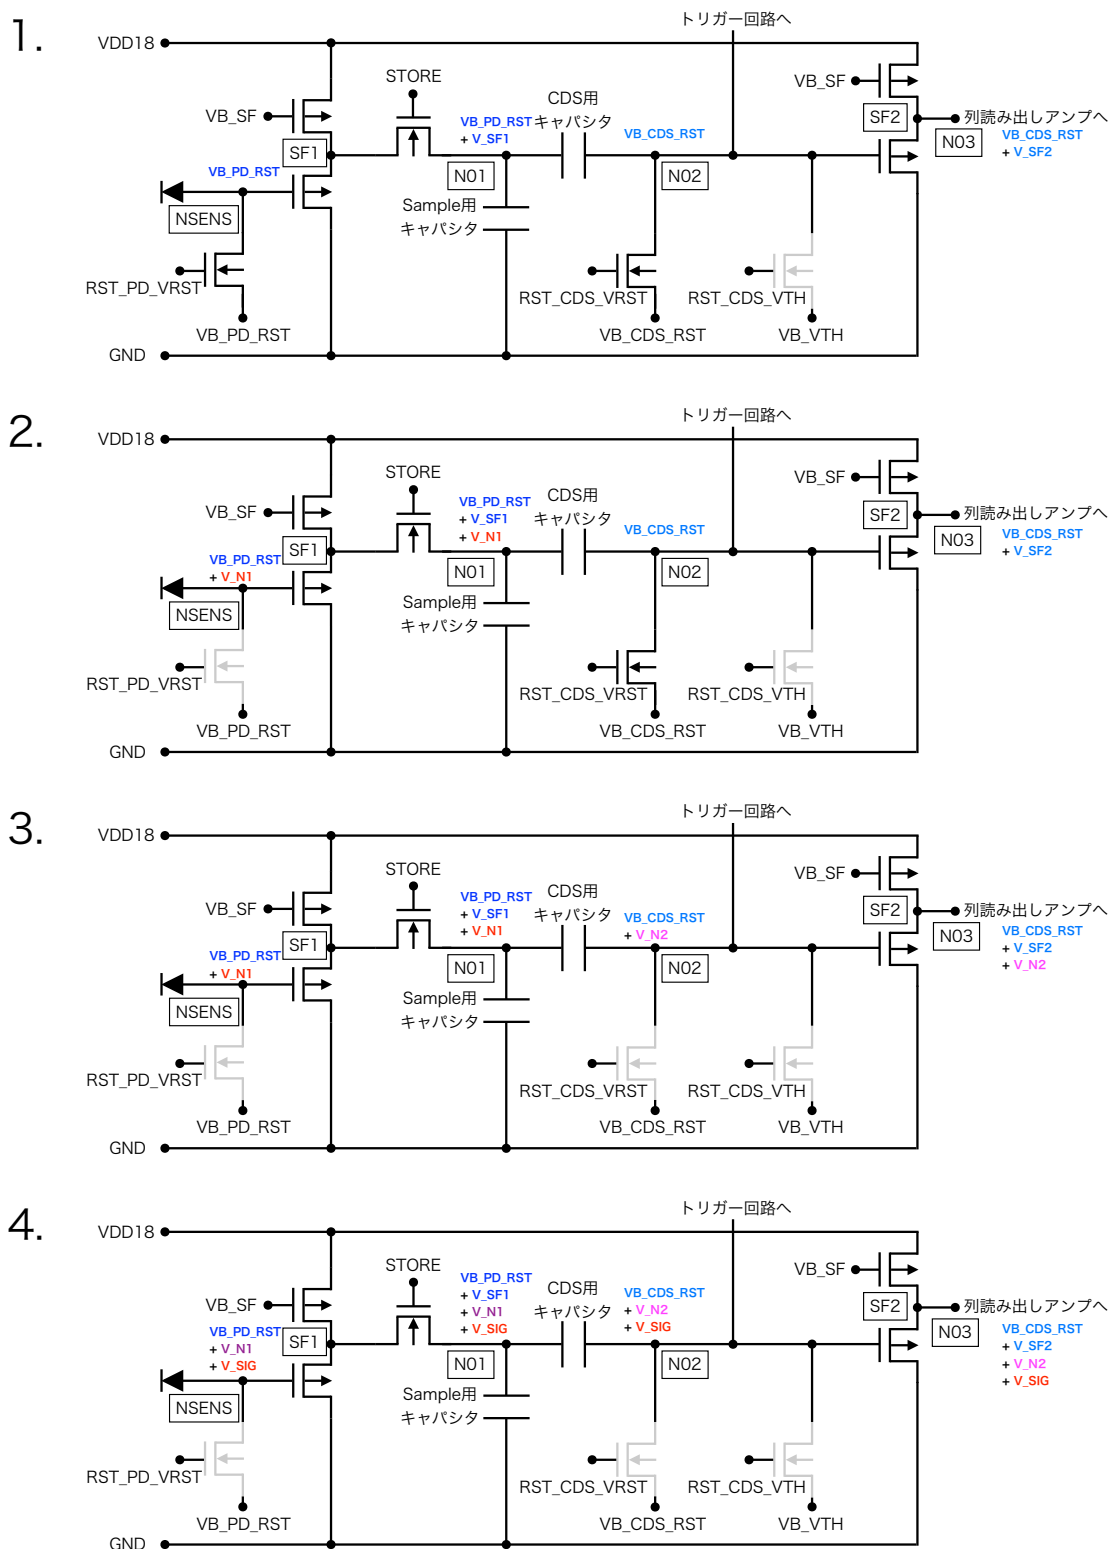 1.
トリガー回路へ
VDD18
STORE
VB_SF
CDS用
キャパシタ
VB_SF
VB_PD_RST
+ V_SF1
VB_CDS_RST
SF1
SF2
列読み出しアンプへ
N03
VB_CDS_RST
+ V_SF2
VB_PD_RST
N01
N02
NSENS
Sample用
キャパシタ
RST_PD_VRST
RST_CDS_VRST
RST_CDS_VTH
VB_PD_RST
VB_CDS_RST
VB_VTH
GND
2.
トリガー回路へ
VDD18
STORE
VB_SF
CDS用
キャパシタ
VB_SF
VB_PD_RST
+ V_SF1
+ V_N1
VB_CDS_RST
SF1
SF2
列読み出しアンプへ
N03
VB_CDS_RST
+ V_SF2
VB_PD_RST
+ V_N1
N01
N02
NSENS
Sample用
キャパシタ
RST_PD_VRST
RST_CDS_VRST
RST_CDS_VTH
VB_PD_RST
VB_CDS_RST
VB_VTH
GND
3.
トリガー回路へ
VDD18
STORE
VB_SF
CDS用
キャパシタ
VB_SF
VB_PD_RST
+ V_SF1
+ V_N1
VB_CDS_RST
+ V_N2
SF1
SF2
列読み出しアンプへ
N03
VB_CDS_RST
+ V_SF2
+ V_N2
VB_PD_RST
+ V_N1
N01
N02
NSENS
Sample用
キャパシタ
RST_PD_VRST
RST_CDS_VRST
RST_CDS_VTH
VB_PD_RST
VB_CDS_RST
VB_VTH
GND
4.
トリガー回路へ
VDD18
STORE
VB_SF
CDS用
キャパシタ
VB_SF
VB_PD_RST
+ V_SF1
+ V_N1
+ V_SIG
VB_CDS_RST
+ V_N2
+ V_SIG
SF1
SF2
列読み出しアンプへ
N03
VB_CDS_RST
+ V_SF2
+ V_N2
+ V_SIG
VB_PD_RST
+ V_N1
+ V_SIG
N01
N02
NSENS
Sample用
キャパシタ
RST_PD_VRST
RST_CDS_VRST
RST_CDS_VTH
VB_PD_RST
VB_CDS_RST
VB_VTH
GND